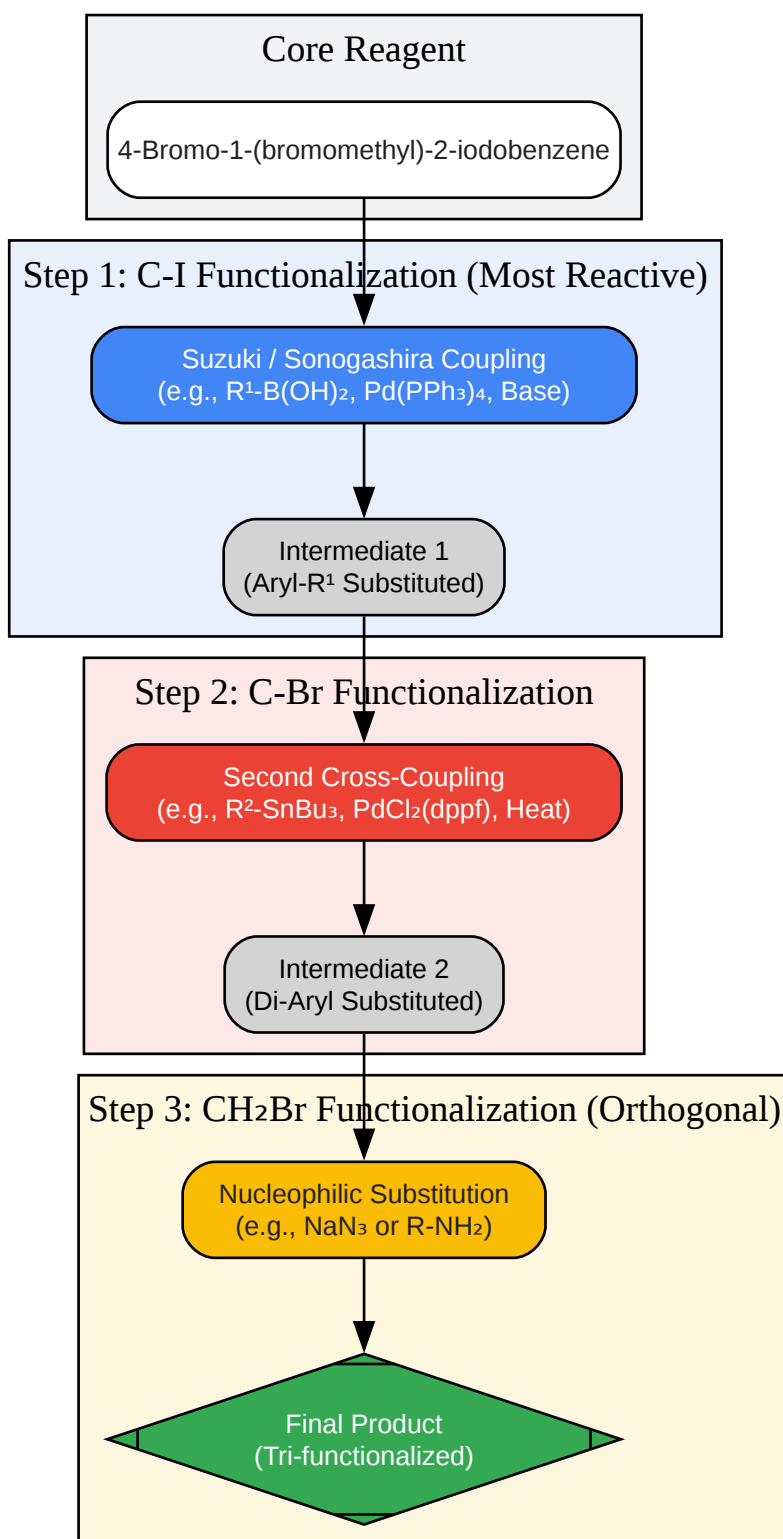 Core Reagent
4-Bromo-1-(bromomethyl)-2-iodobenzene
Step 1: C-I Functionalization (Most Reactive)
Suzuki / Sonogashira Coupling
(e.g., R¹-B(OH)₂, Pd(PPh₃)₄, Base)
Intermediate 1
(Aryl-R¹ Substituted)
Step 2: C-Br Functionalization
Second Cross-Coupling
(e.g., R²-SnBu₃, PdCl₂(dppf), Heat)
Intermediate 2
(Di-Aryl Substituted)
Step 3: CH₂Br Functionalization (Orthogonal)
Nucleophilic Substitution
(e.g., NaN₃ or R-NH₂)
Final Product
(Tri-functionalized)